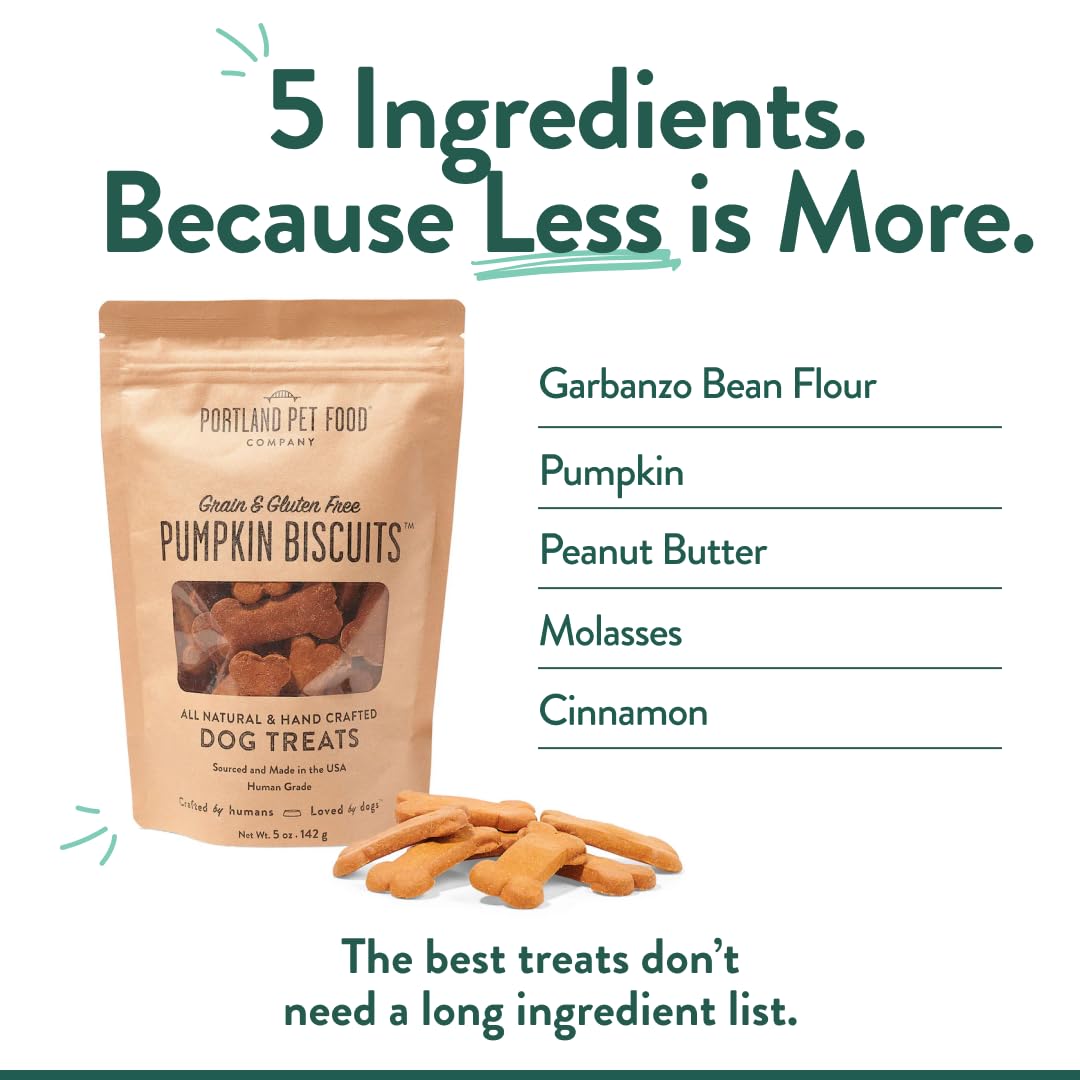 5 Ingredients.
Because Less is More.
PORTLAND PET FOOD™
COMPANY
Grain & Gluten Free
PUMPKIN BISCUITS™
ALL NATURAL & HAND CRAFTED
DOG TREATS
Sourced and Made in the USA
Human Grade
Crafted by humans Loved by dogs™
Net Wt. 5 oz . 142 g
Garbanzo Bean Flour
Pumpkin
Peanut Butter
Molasses
Cinnamon
The best treats don’t
need a long ingredient list.